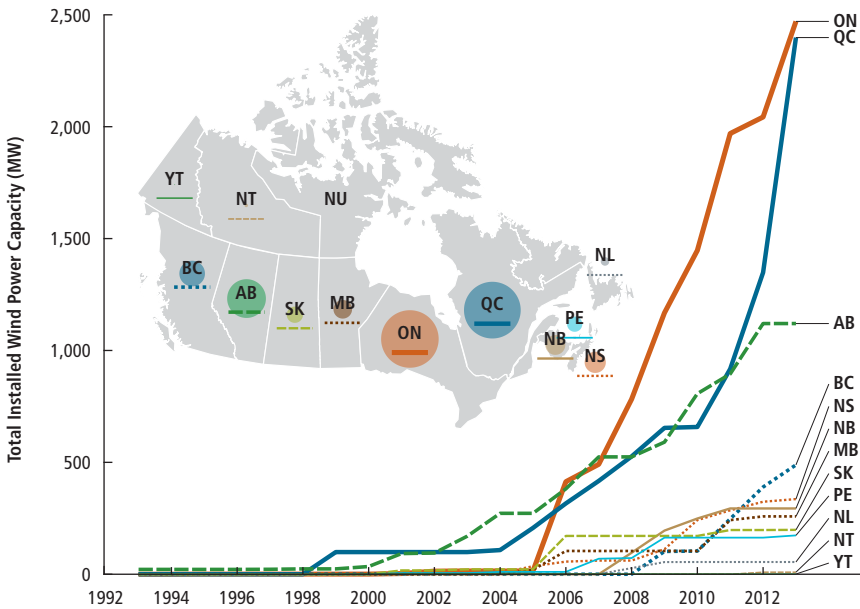 Total Installed Wind Power Capacity (MW)
2,500
2,000
1,500
1,000
500
0
1992
1994
1996
1998
2000
2002
2004
2006
2008
2010
2012
YT
NT
NU
BC
AB
SK
MB
ON
QC
NL
PE
NB
NS
ON
QC
AB
BC
NS
NB
MB
SK
PE
NL
NT
YT